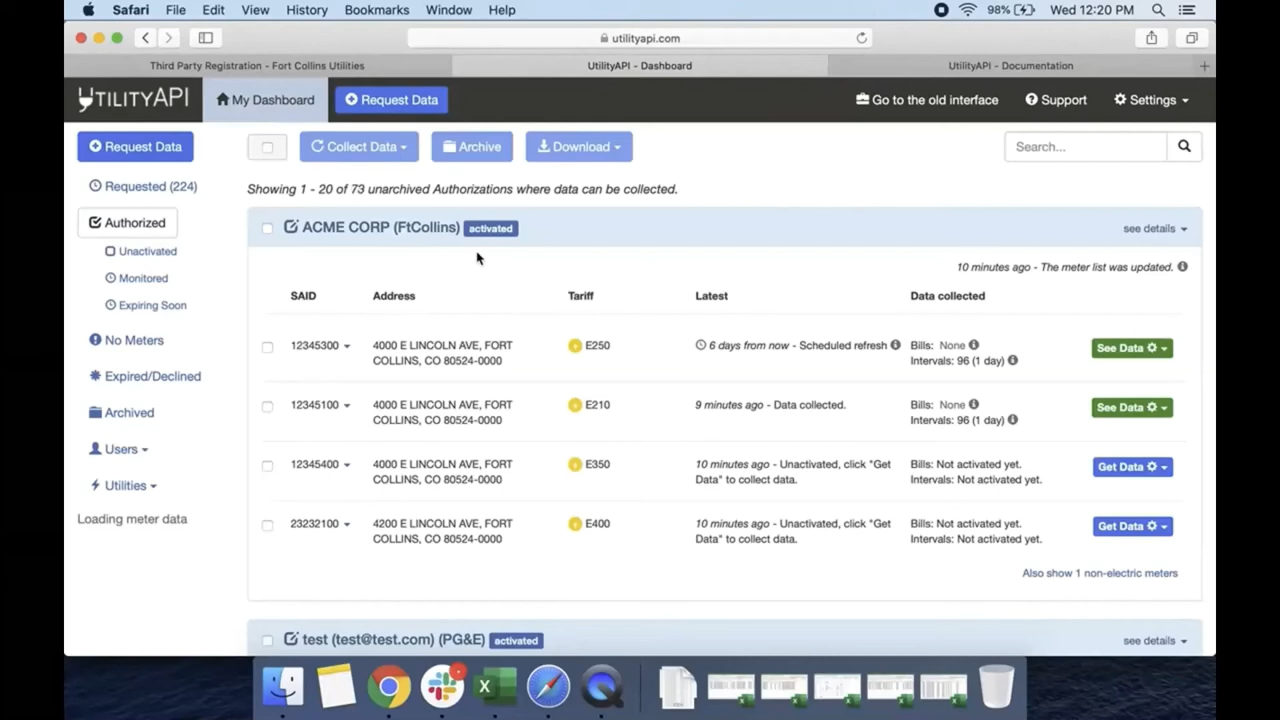 Safari File Edit View History Bookmarks Window Help 98% Wed 12:20 PM
utilityapi.com
Third Party Registration - Fort Collins Utilities UtilityAPI - Dashboard UtilityAPI - Documentation
UTILITYAPI My Dashboard Request Data Go to the old interface Support Settings
Request Data Collect Data Archive Download Search...
Requested (224)
Authorized
Unactivated
Monitored
Expiring Soon
No Meters
Expired/Declined
Archived
Users
Utilities
Loading meter data
Showing 1 - 20 of 73 unarchived Authorizations where data can be collected.
ACME CORP (FtCollins) activated see details
10 minutes ago - The meter list was updated.
SAID Address Tariff Latest Data collected
12345300 4000 E LINCOLN AVE, FORT E250 6 days from now - Scheduled refresh Bills: None See Data
COLLINS, CO 80524-0000 Intervals: 96 (1 day)
12345100 4000 E LINCOLN AVE, FORT E210 9 minutes ago - Data collected. Bills: None See Data
COLLINS, CO 80524-0000 Intervals: 96 (1 day)
12345400 4000 E LINCOLN AVE, FORT E350 10 minutes ago - Unactivated, click "Get Bills: Not activated yet. Get Data
COLLINS, CO 80524-0000 Data" to collect data. Intervals: Not activated yet.
23232100 4200 E LINCOLN AVE, FORT E400 10 minutes ago - Unactivated, click "Get Bills: Not activated yet. Get Data
COLLINS, CO 80524-0000 Data" to collect data. Intervals: Not activated yet.
Also show 1 non-electric meters
test (test@test.com) (PG&E) activated see details